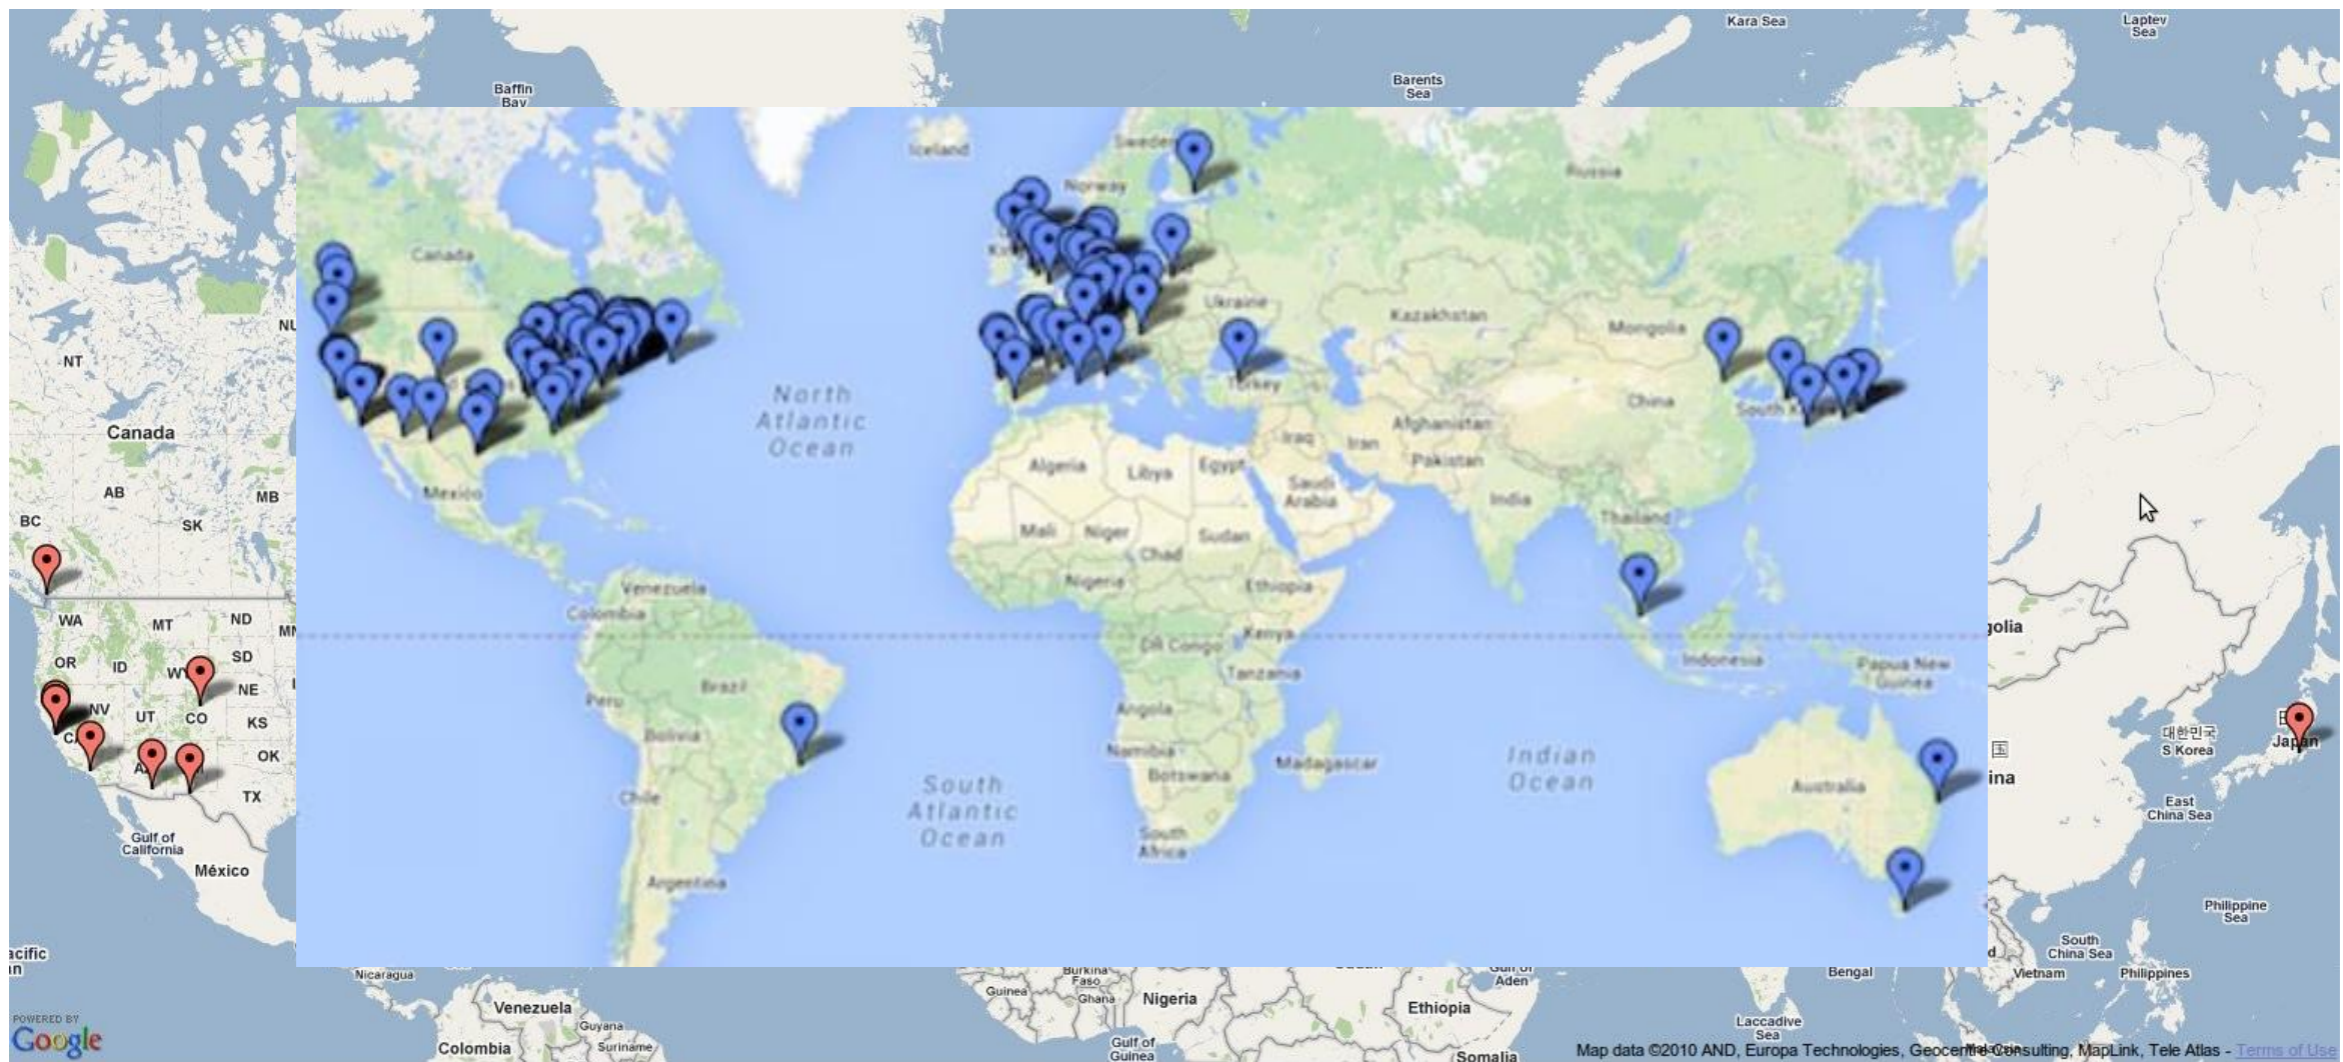 Kara Sea
Laptev
Sea
Baffin
Bay
Barents
Sea
Iceland
Sweden
Norway
Russia
Canada
Ukraine
Kazakhstan
Mongolia
NT
North
Atlantic
Ocean
Turkey
China
South
Afghanistan
Iraq
Iran
Pakistan
Algeria
Libya
Egypt
Saudi
Arabia
India
Canada
AB
MB
SK
BC
Mexico
Mali
Niger
Chad
Sudan
Thailand
Nigeria
Ethiopia
Venezuela
Colombia
WA
MT
ND
OR
ID
WY
SD
NE
NV
UT
CO
KS
OK
TX
DR Congo
Kenya
Tanzania
Indonesia
Papua New
Guinea
Peru
Brazil
Bolivia
Angola
Namibia
Botswana
Madagascar
Indian
Ocean
Australia
South
Atlantic
Ocean
Chile
South
Africa
Argentina
golia
대한민국
S Korea
Japan
国
ina
East
China Sea
Gulf of
California
México
Philippine
Sea
South
China Sea
Vietnam
Philippines
acific
n
Nicaragua
Venezuela
Guyana
Suriname
Colombia
Burkina
Faso
Guinea
Ghana
Nigeria
Gulf of
Guinea
Gulf of
Aden
Ethiopia
Somalia
Bengal
Laccadive
Sea
POWERED BY
Google
Map data ©2010 AND, Europa Technologies, Geocentre Consulting, MapLink, Tele Atlas - Terms of Use